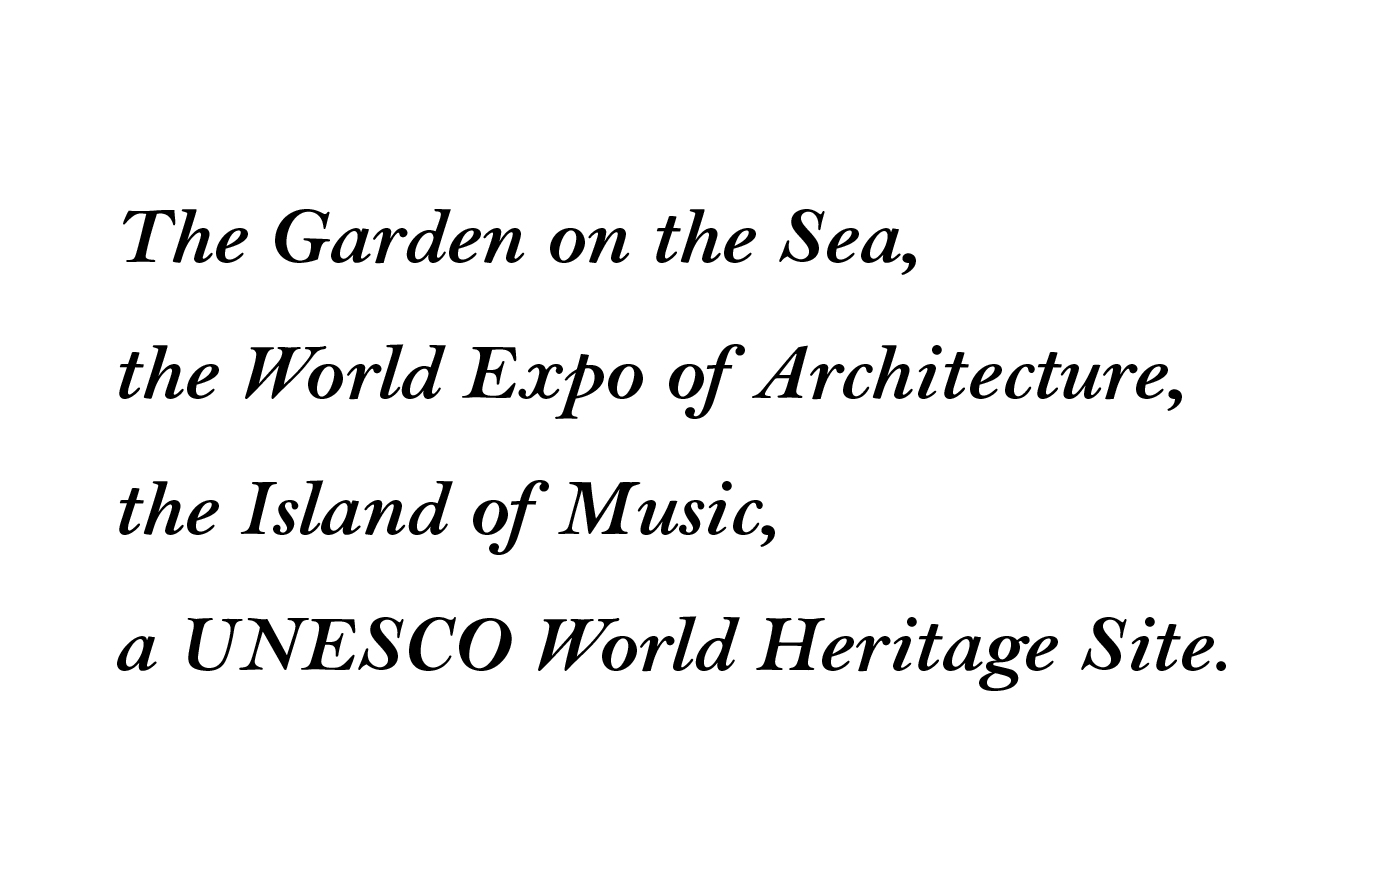 The Garden on the Sea,
the World Expo of Architecture,
the Island of Music,
a UNESCO World Heritage Site.